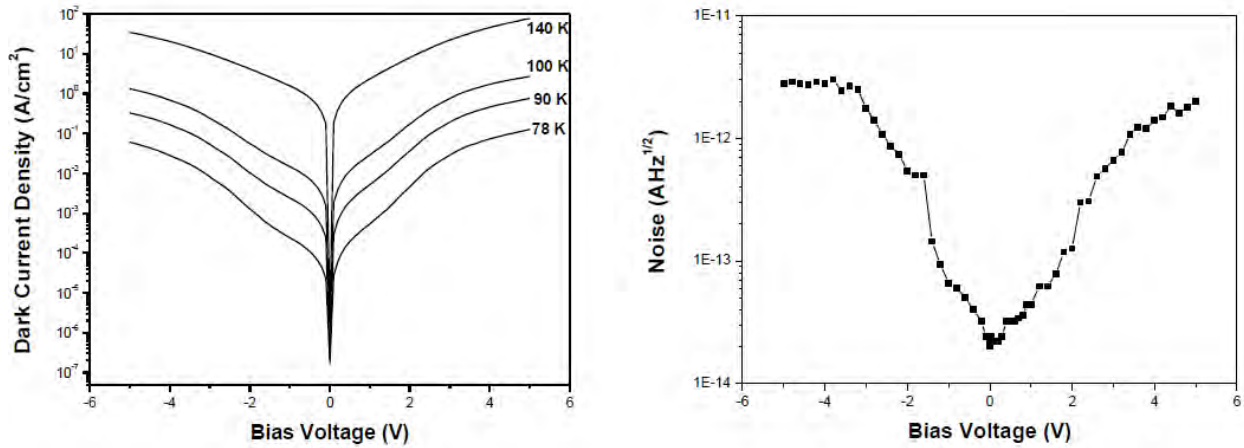 10²
10¹
10⁰
10⁻¹
10⁻²
10⁻³
10⁻⁴
10⁻⁵
10⁻⁶
10⁻⁷
Dark Current Density (A/cm²)
140 K
100 K
90 K
78 K
-6 -4 -2 0 2 4 6
Bias Voltage (V)
1E-11
1E-12
1E-13
1E-14
Noise (AHz¹/²)
-6 -4 -2 0 2 4 6
Bias Voltage (V)